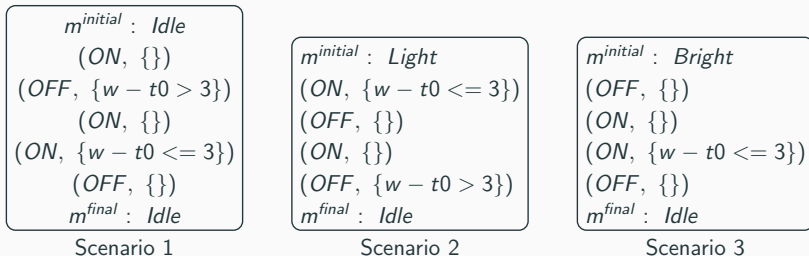 m^initial : Idle
(ON, {})
(OFF, {w − t0 > 3})
(ON, {})
(ON, {w − t0 <= 3})
(OFF, {})
m^final : Idle
Scenario 1
m^initial : Light
(ON, {w − t0 <= 3})
(OFF, {})
(ON, {})
(OFF, {w − t0 > 3})
m^final : Idle
Scenario 2
m^initial : Bright
(OFF, {})
(ON, {})
(ON, {w − t0 <= 3})
(OFF, {})
m^final : Idle
Scenario 3